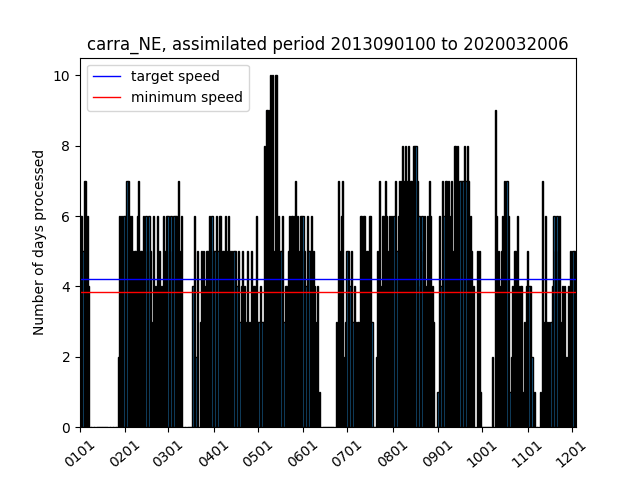 carra_NE, assimilated period 2013090100 to 2020032006
target speed
minimum speed
Number of days processed
10
8
6
4
2
0
0101 0201 0301 0401 0501 0601 0701 0801 0901 1001 1101 1201